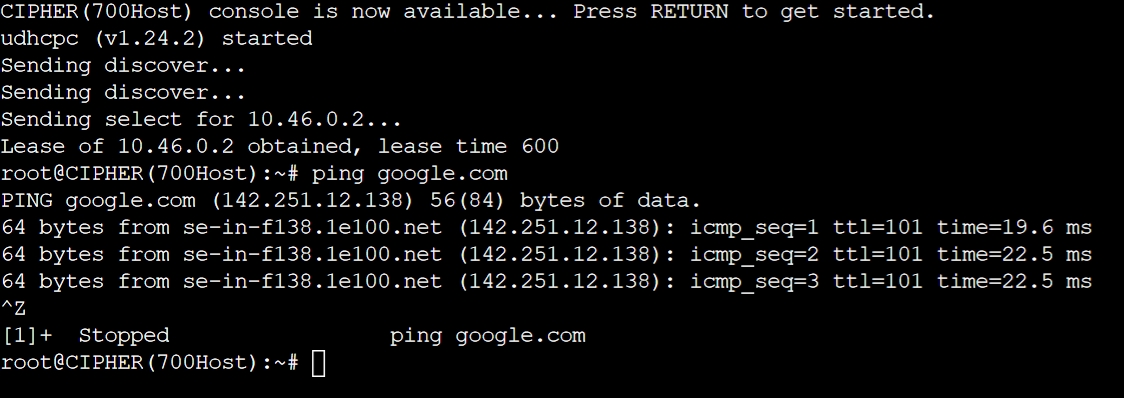 CIPHER(700Host) console is now available... Press RETURN to get started.
udhcpc (v1.24.2) started
Sending discover...
Sending discover...
Sending select for 10.46.0.2...
Lease of 10.46.0.2 obtained, lease time 600
root@CIPHER(700Host):~# ping google.com
PING google.com (142.251.12.138) 56(84) bytes of data.
64 bytes from se-in-f138.1e100.net (142.251.12.138): icmp_seq=1 ttl=101 time=19.6 ms
64 bytes from se-in-f138.1e100.net (142.251.12.138): icmp_seq=2 ttl=101 time=22.5 ms
64 bytes from se-in-f138.1e100.net (142.251.12.138): icmp_seq=3 ttl=101 time=22.5 ms
^Z
[1]+  Stopped                 ping google.com
root@CIPHER(700Host):~#